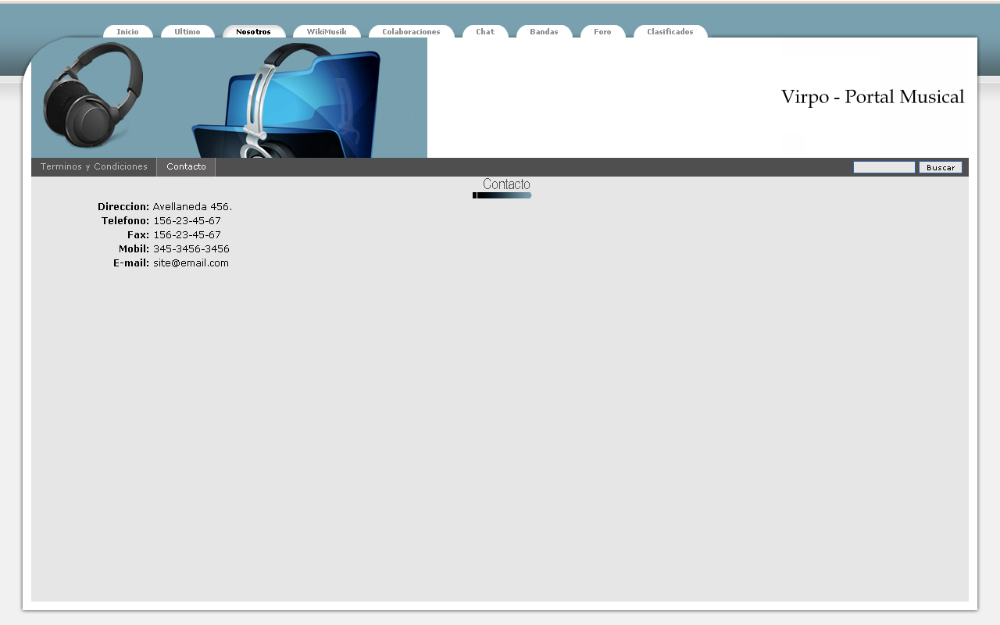 Inicio Ultimo Nosotros WikiMusik Colaboraciones Chat Bandas Foro Clasificados
Virpo - Portal Musical
Terminos y Condiciones Contacto Buscar
Contacto
Direccion: Avellaneda 456.
Telefono: 156-23-45-67
Fax: 156-23-45-67
Mobil: 345-3456-3456
E-mail: site@email.com